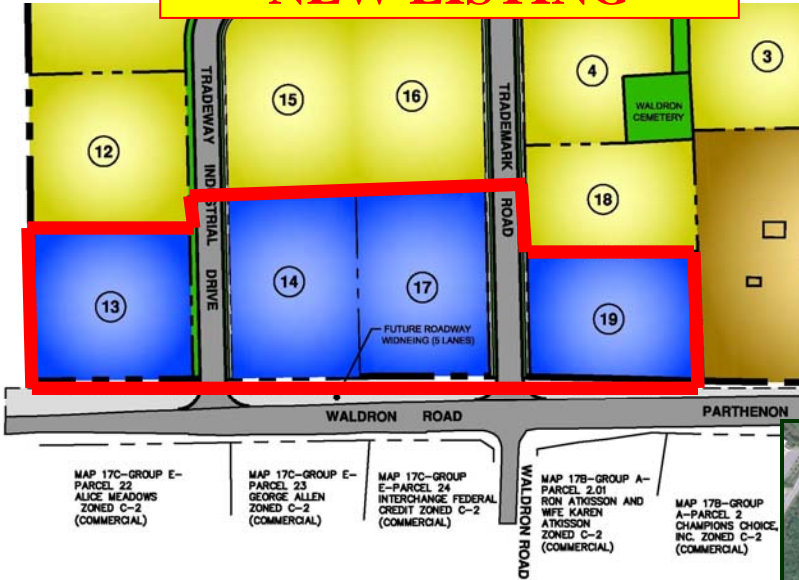 NEW LISTING
3
4
15
16
WALDRON
CEMETERY
12
TRADEWAY INDUSTRIAL DRIVE
TRADEMARK ROAD
18
13
14
17
19
FUTURE ROADWAY
WIDNEING (5 LANES)
WALDRON ROAD
PARTHENON
MAP 17C-GROUP E-
PARCEL 22
ALICE MEADOWS
ZONED C-2
(COMMERCIAL)
MAP 17C-GROUP E-
PARCEL 23
GEORGE ALLEN
ZONED C-2
(COMMERCIAL)
MAP 17C-GROUP
E-PARCEL 24
INTERCHANGE FEDERAL
CREDIT ZONED C-2
(COMMERCIAL)
WALDRON ROAD
MAP 17B-GROUP A-
PARCEL 2.01
RON ATKISSON AND
WIFE KAREN
ATKISSON
ZONED C-2
(COMMERCIAL)
MAP 17B-GROUP
A-PARCEL 2
CHAMPIONS CHOICE,
INC. ZONED C-2
(COMMERCIAL)